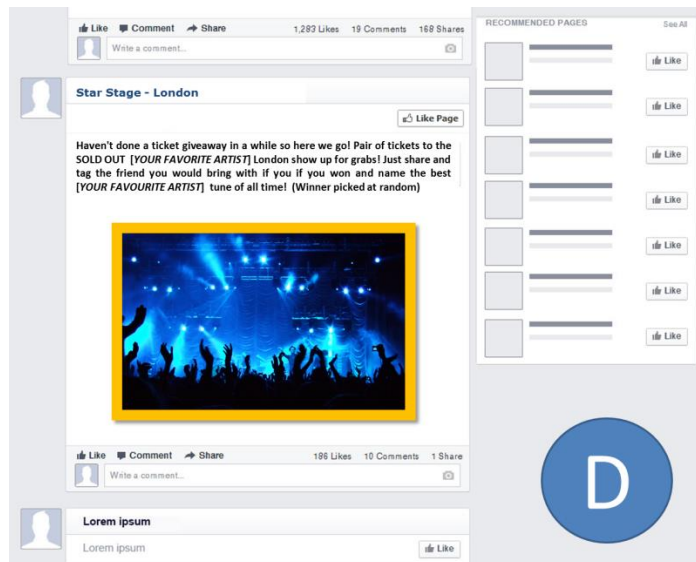 Like Comment Share 1,283 Likes 19 Comments 168 Shares
Write a comment...
RECOMMENDED PAGES See All
Like
Like
Like
Like
Like
Like
Like
Star Stage - London
Like Page
Haven't done a ticket giveaway in a while so here we go! Pair of tickets to the
SOLD OUT [YOUR FAVORITE ARTIST] London show up for grabs! Just share and
tag the friend you would bring with if you if you won and name the best
[YOUR FAVOURITE ARTIST] tune of all time! (Winner picked at random)
Like Comment Share 186 Likes 10 Comments 1 Share
Write a comment...
D
Lorem ipsum
Lorem ipsum Like